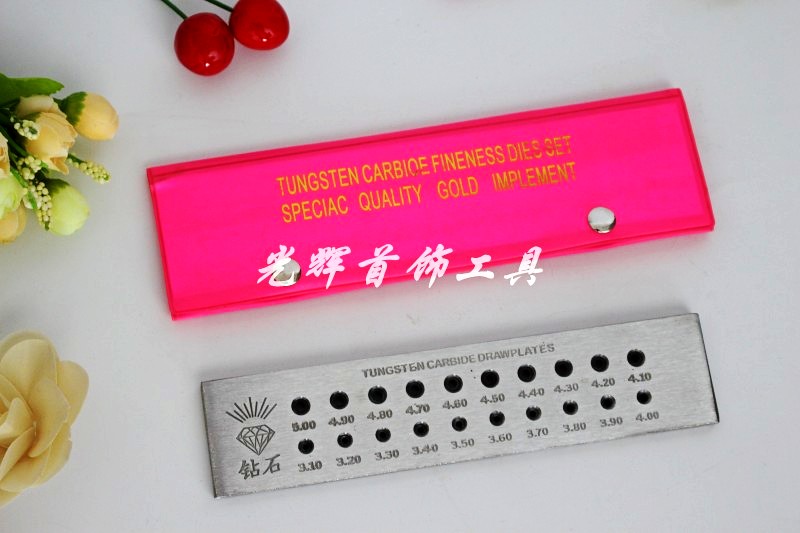 TUNGSTEN CARBIDE FINENESS DIES SET
SPECIAC QUALITY GOLD IMPLEMENT
光辉首饰工具
TUNGSTEN CARBIDE DRAWPLATES
5.00 4.90 4.80 4.70 4.60 4.50 4.40 4.30 4.20 4.10
3.10 3.20 3.30 3.40 3.50 3.60 3.70 3.80 3.90 4.00
钻石